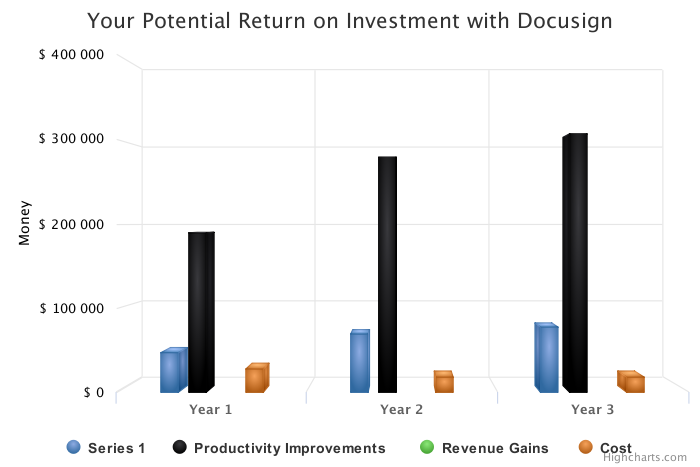 Your Potential Return on Investment with Docusign
$ 400 000
$ 300 000
$ 200 000
$ 100 000
$ 0
Money
Year 1 Year 2 Year 3
Series 1 Productivity Improvements Revenue Gains Cost
Highcharts.com